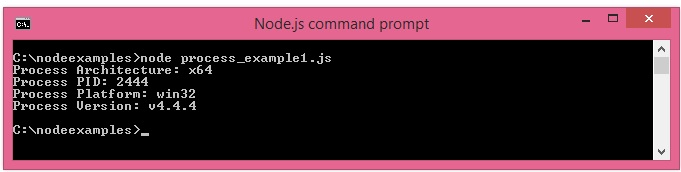 Node.js command prompt
C:\nodeexamples>node process_example1.js
Process Architecture: x64
Process PID: 2444
Process Platform: win32
Process Version: v4.4.4
C:\nodeexamples>_